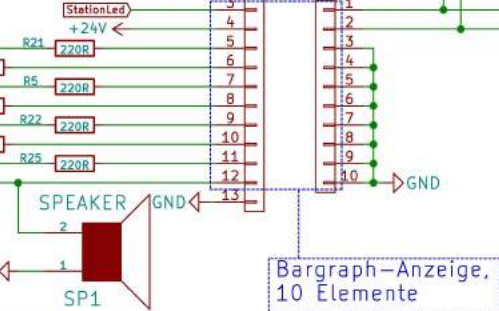 StationLed 3 1
+24V 4 2
R21 220R 5 3
6 4
R5 220R 7 5
8 6
R22 220R 9 7
10 8
R25 220R 11 9
12 10 GND
SPEAKER GND 13
2
1
SP1
Bargraph-Anzeige,
10 Elemente